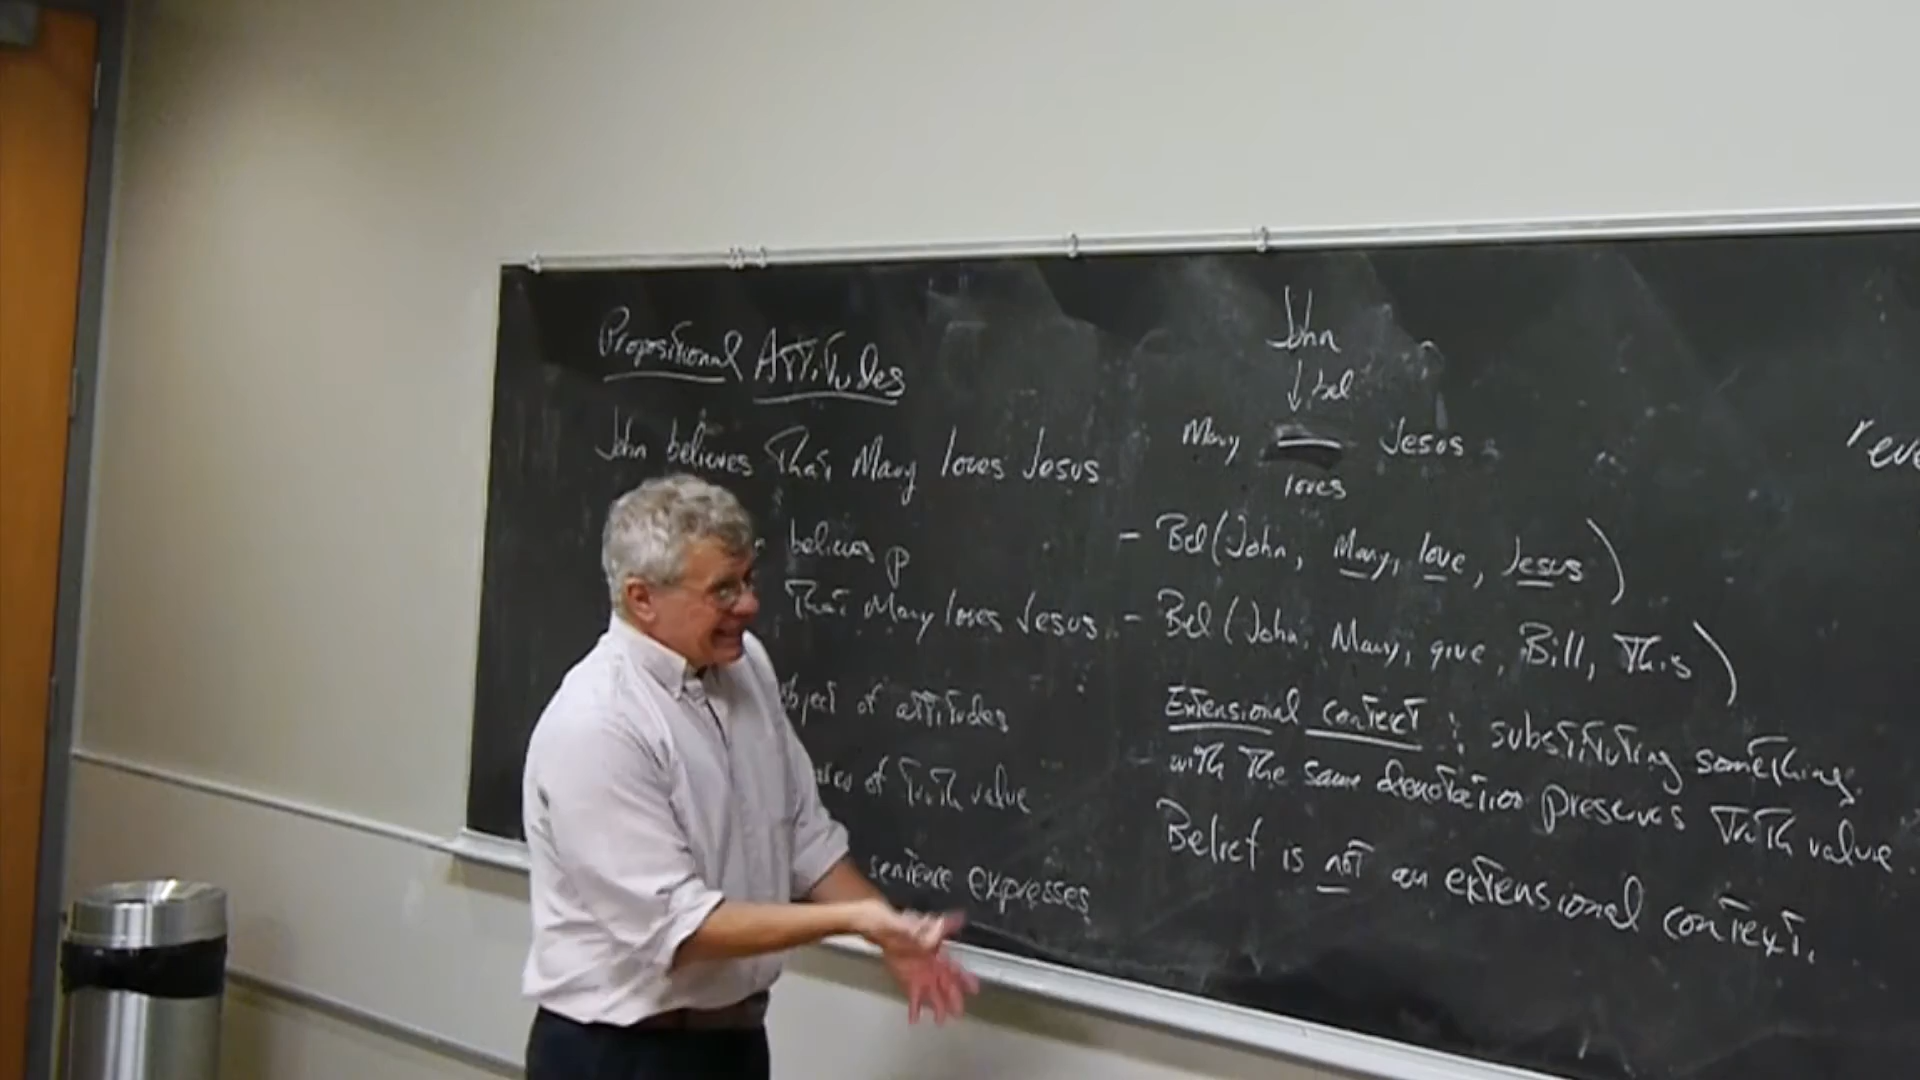 Propositional Attitudes
John believes that Mary loves Jesus
believes p
that Mary loves Jesus
object of attitudes
of truth value
sentence expresses
John
↓ bel
Mary Jesus
loves
- Bel(John, Mary, love, Jesus)
- Bel(John, Mary, give, Bill, this)
Extensional context: substituting something
with the same denotation preserves truth value.
Belief is not an extensional context.